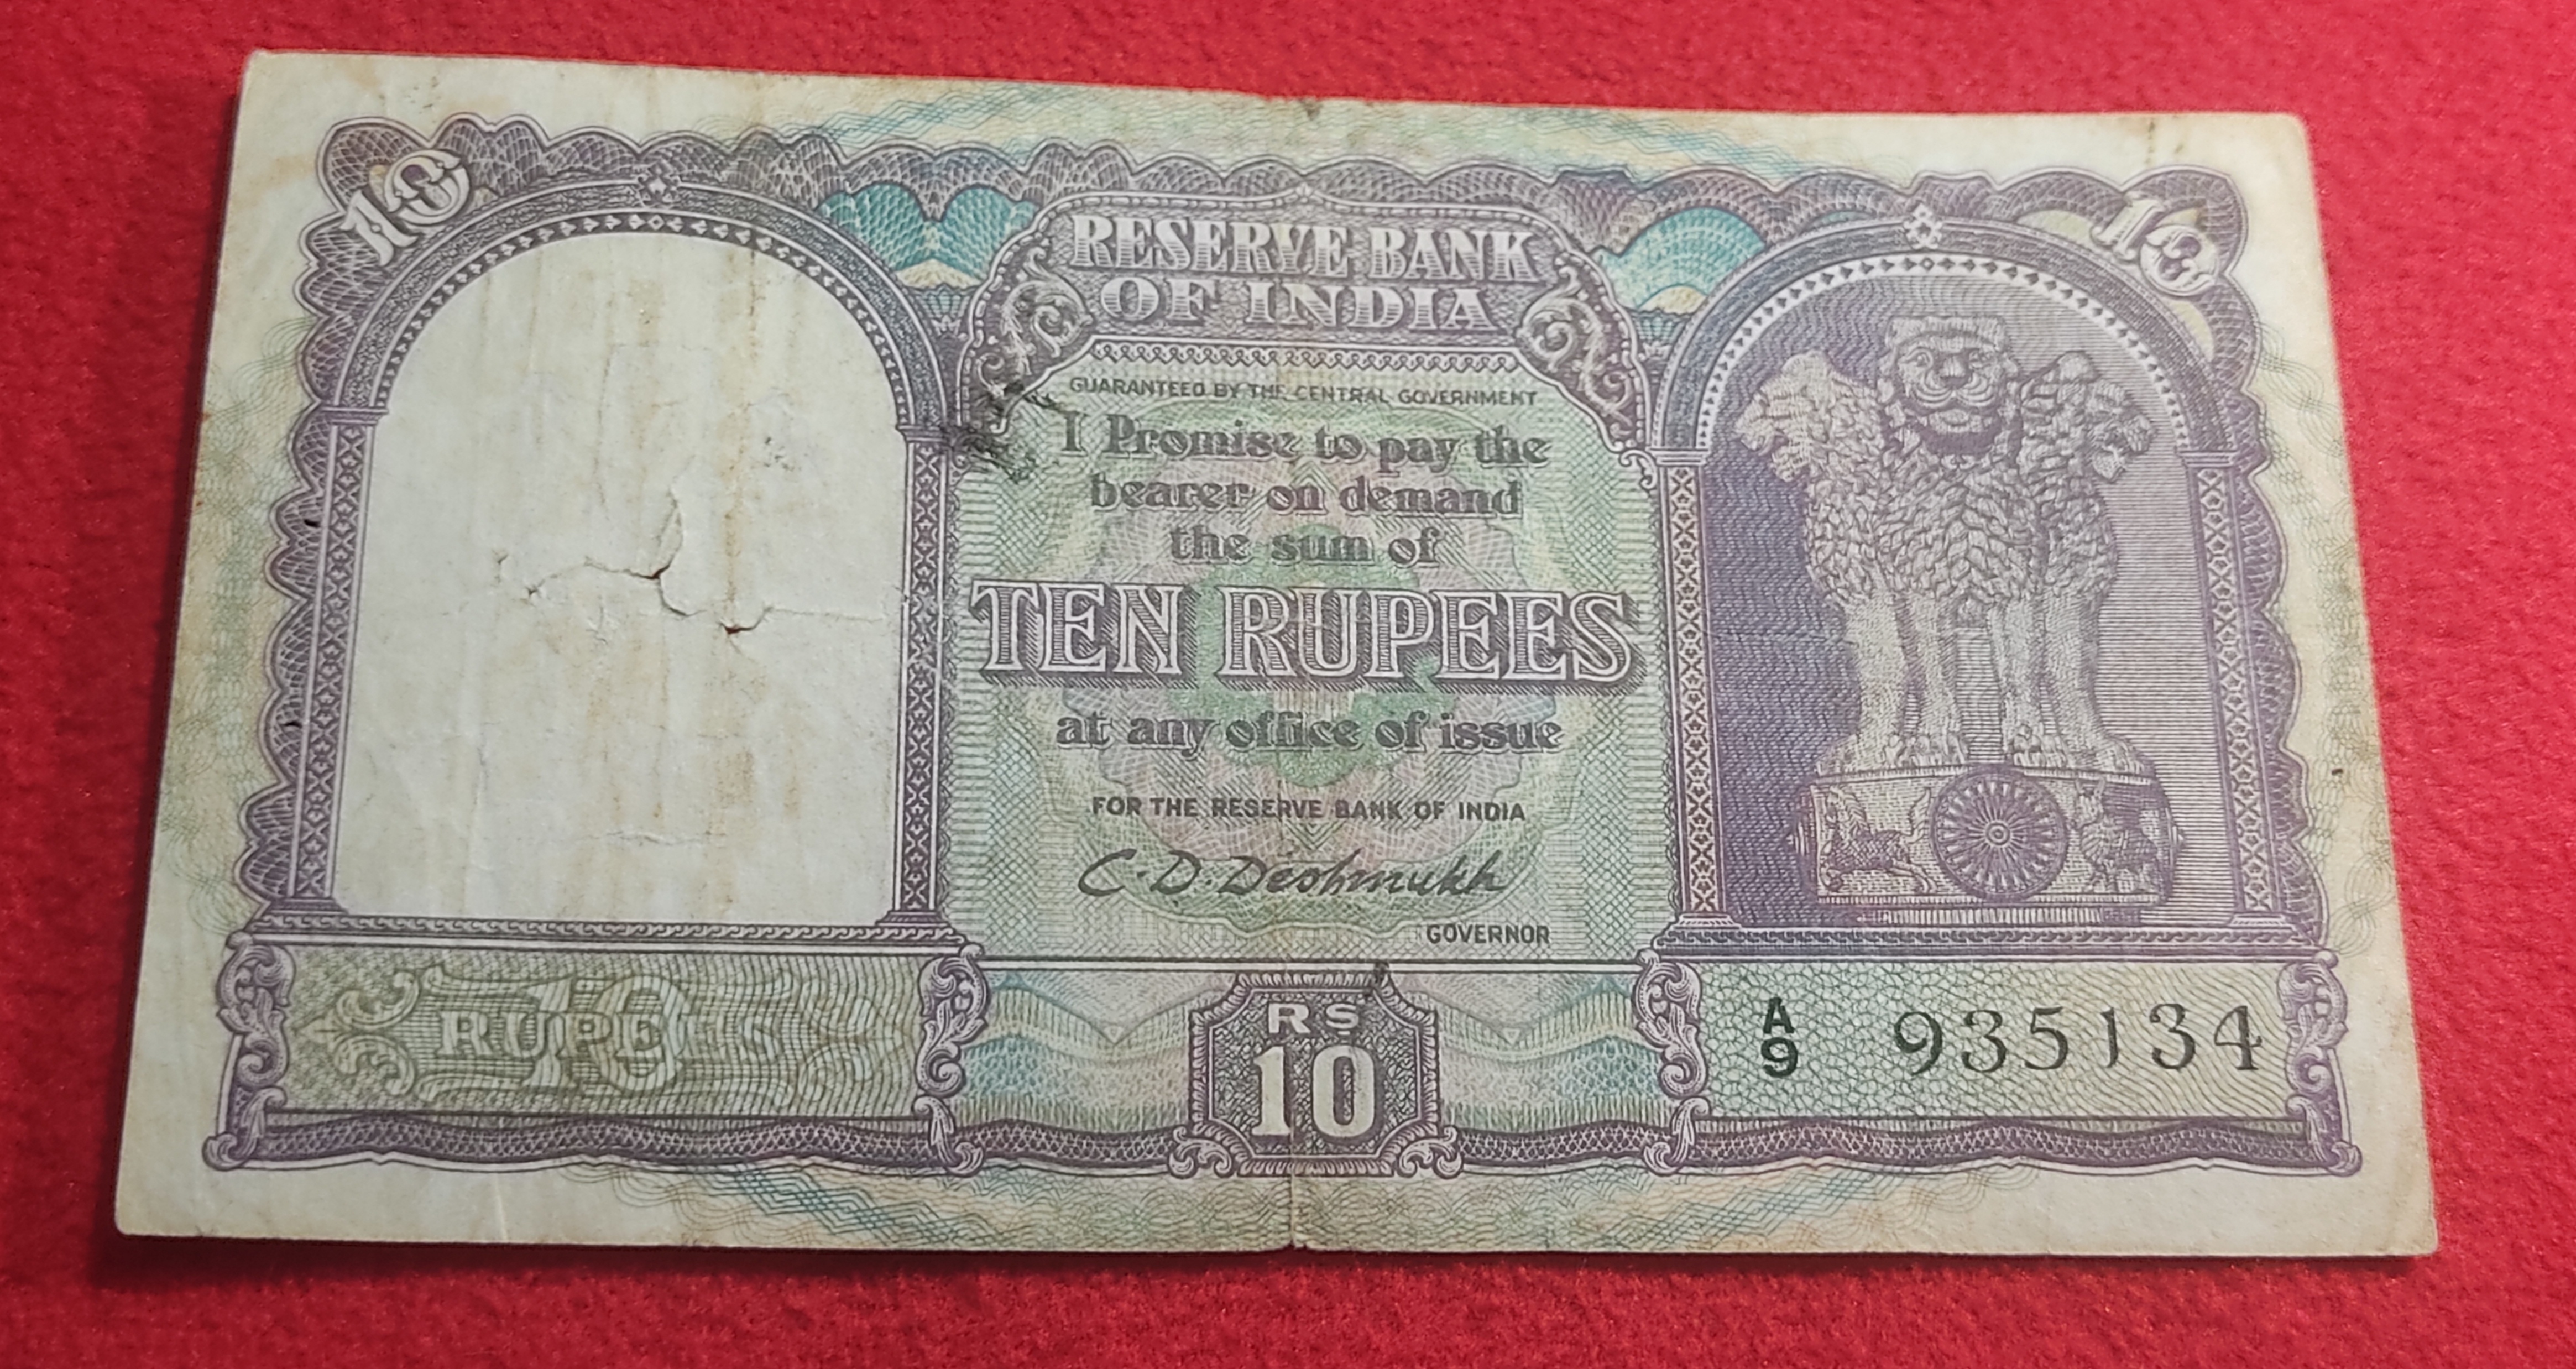 10
10
RESERVE BANK
OF INDIA
GUARANTEED BY THE CENTRAL GOVERNMENT
I Promise to pay the
bearer on demand
the sum of
TEN RUPEES
at any office of issue
FOR THE RESERVE BANK OF INDIA
C.D.Deshmukh
GOVERNOR
10
RUPEES
RS
10
A
9 935134